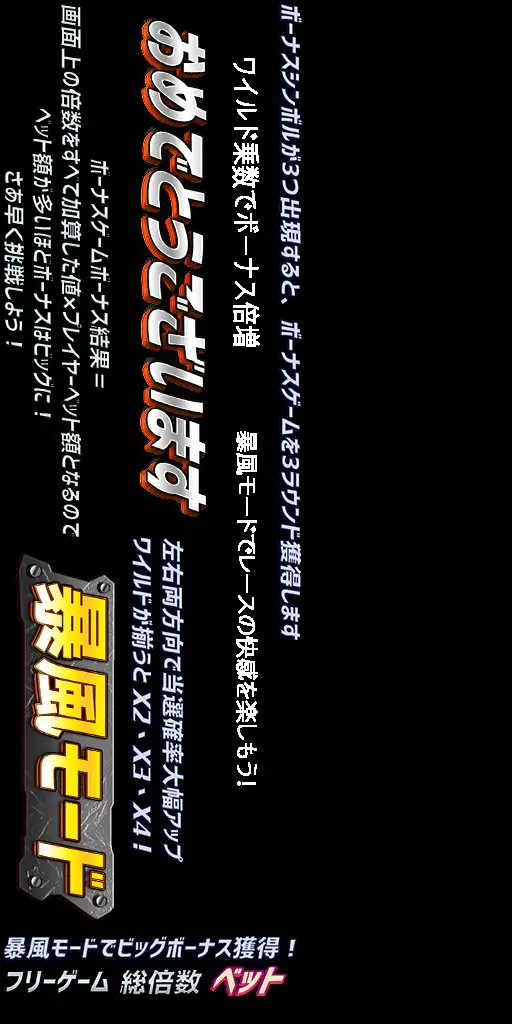 ボーナスシンボルが3つ出現すると、ボーナスゲームを3ラウンド獲得します
ワイルド乗数でボーナス倍増
暴風モードでレースの快感を楽しもう!
おめでとうございます
ボーナスゲームボーナス結果＝
画面上の倍数をすべて加算した値×プレイヤーベット額となるので
ベット額が多いほどボーナスはビッグに！
さあ早く挑戦しよう！
左右両方向で当選確率大幅アップ
ワイルドが揃うと X2、X3、X4！
暴風モード
暴風モードでビッグボーナス獲得！
フリーゲーム 総倍数 ベット